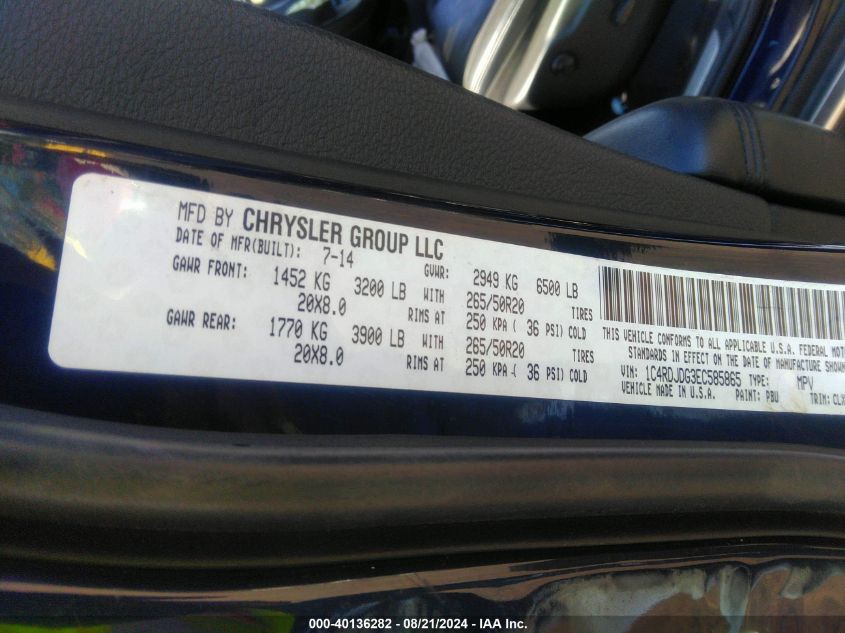 MFD BY CHRYSLER GROUP LLC
DATE OF MFR(BUILT): 7-14 GVWR: 2949 KG 6500 LB
GAWR FRONT: 1452 KG 3200 LB WITH 265/50R20 TIRES
20X8.0 RIMS AT 250 KPA ( 36 PSI) COLD
GAWR REAR: 1770 KG 3900 LB WITH 265/50R20 TIRES
20X8.0 RIMS AT 250 KPA ( 36 PSI) COLD
THIS VEHICLE CONFORMS TO ALL APPLICABLE U.S.A. FEDERAL MOT
STANDARDS IN EFFECT ON THE DATE OF MANUFACTURE SHOWN
VIN: 1C4RDJDG3EC585865 TYPE: MPV
VEHICLE MADE IN U.S.A. PAINT: PBU TRIM: CLX
000-40136282 - 08/21/2024 - IAA Inc.